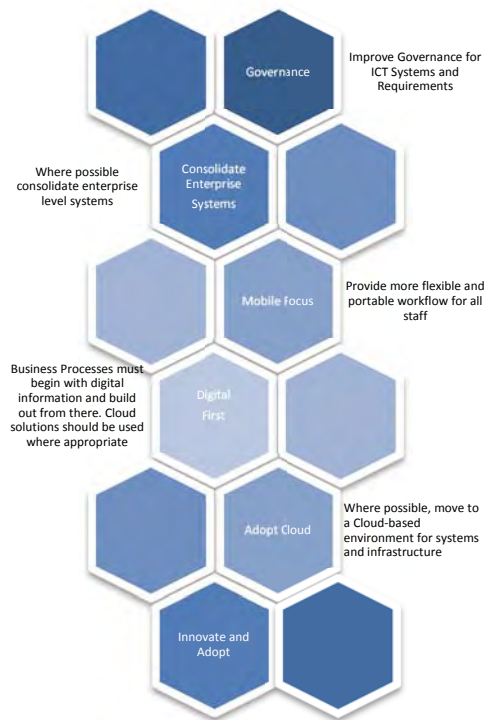 Governance
Improve Governance for
ICT Systems and
Requirements
Where possible
consolidate enterprise
level systems
Consolidate
Enterprise
Systems
Mobile Focus
Provide more flexible and
portable workflow for all
staff
Business Processes must
begin with digital
information and build
out from there. Cloud
solutions should be used
where appropriate
Digital
First
Adopt Cloud
Where possible, move to
a Cloud-based
environment for systems
and infrastructure
Innovate and
Adopt